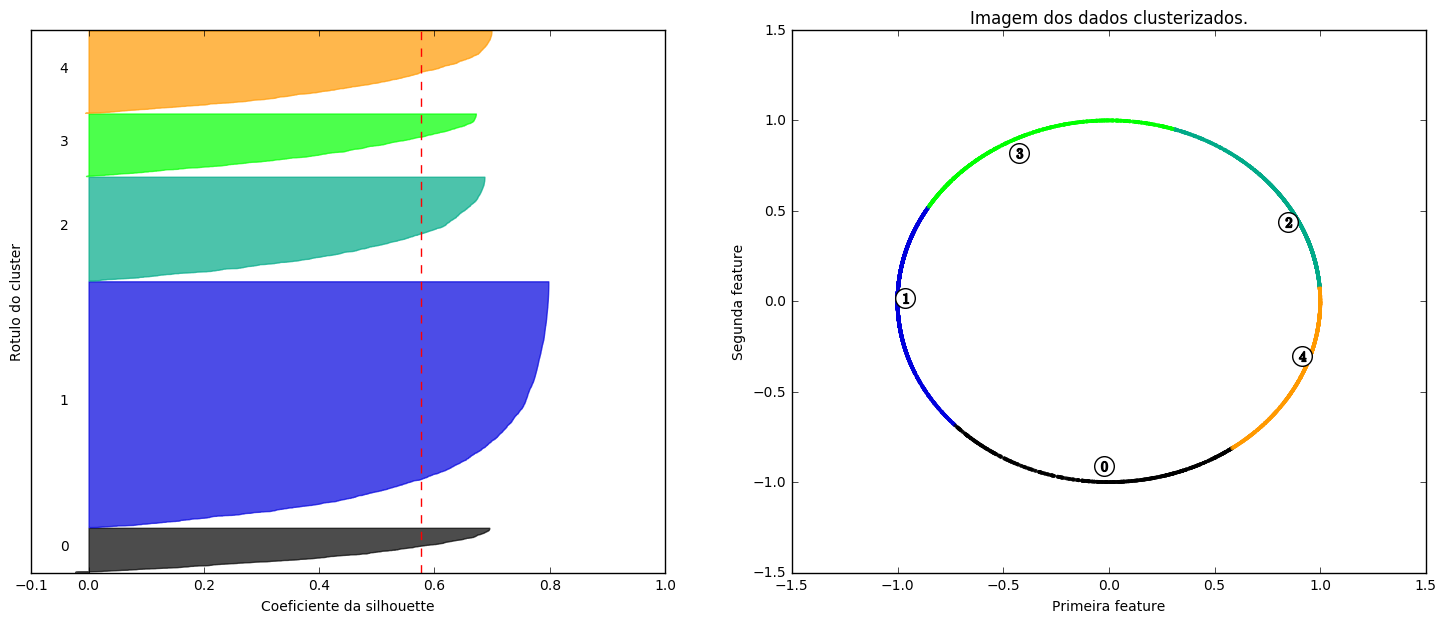 4
3
2
1
0
Rotulo do cluster
−0.1 0.0 0.2 0.4 0.6 0.8 1.0
Coeficiente da silhouette
Imagem dos dados clusterizados.
1.5
1.0
0.5
0.0
−0.5
−1.0
−1.5
Segunda feature
3
2
1
4
0
−1.5 −1.0 −0.5 0.0 0.5 1.0 1.5
Primeira feature